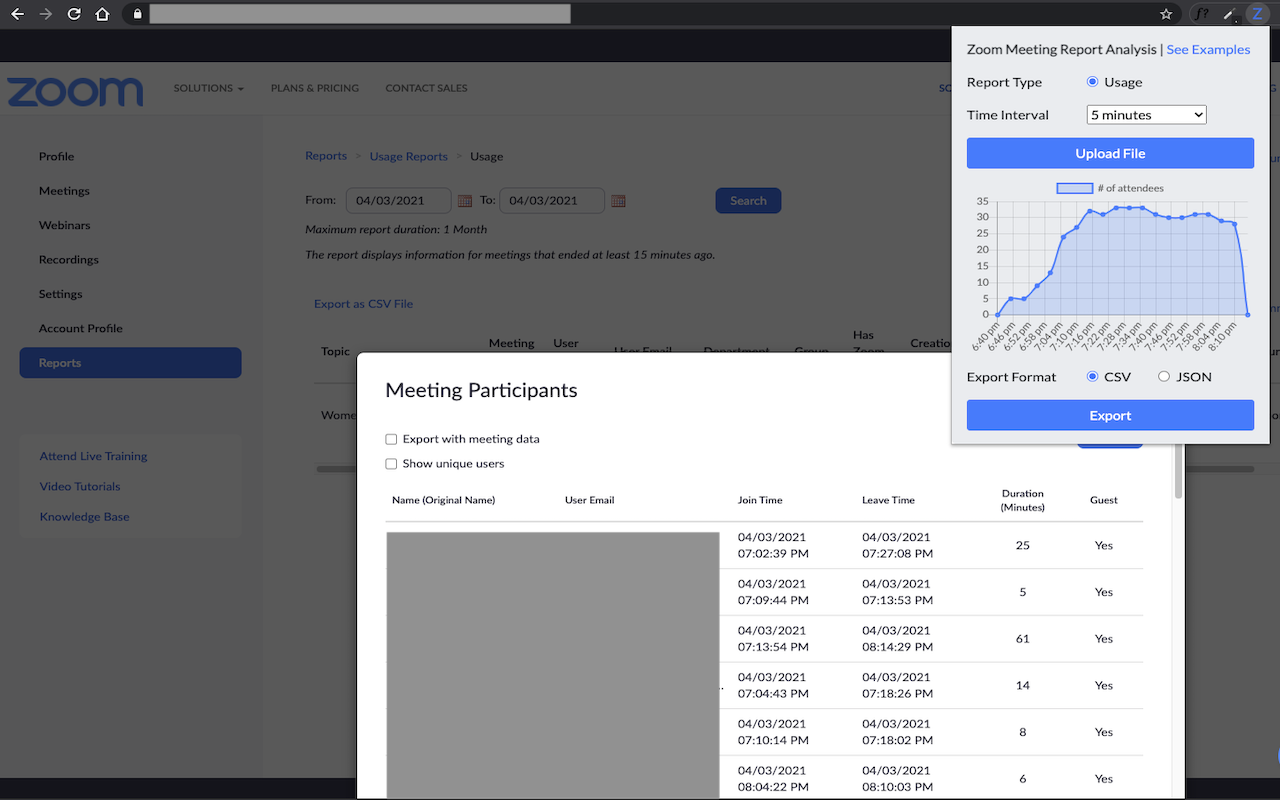 f?
Z
zoom
SOLUTIONS
PLANS & PRICING
CONTACT SALES
Profile
Meetings
Webinars
Recordings
Settings
Account Profile
Reports
Attend Live Training
Video Tutorials
Knowledge Base
Reports > Usage Reports > Usage
From: 04/03/2021 To: 04/03/2021 Search
Maximum report duration: 1 Month
The report displays information for meetings that ended at least 15 minutes ago.
Export as CSV File
Topic
Meeting
User
User Email
Department
Group
Has
Zoom
Zoom Meeting Report Analysis | See Examples
Report Type Usage
Time Interval 5 minutes
Upload File
# of attendees
35
30
25
20
15
10
5
0
6:40 pm
6:46 pm
6:52 pm
6:58 pm
7:04 pm
7:10 pm
7:16 pm
7:22 pm
7:28 pm
7:34 pm
7:40 pm
7:46 pm
7:52 pm
7:58 pm
8:04 pm
8:10 pm
Export Format CSV JSON
Export
Meeting Participants
Export with meeting data
Show unique users
Name (Original Name) User Email Join Time Leave Time Duration (Minutes) Guest
04/03/2021 04/03/2021
07:02:39 PM 07:27:08 PM 25 Yes
04/03/2021 04/03/2021
07:09:44 PM 07:13:53 PM 5 Yes
04/03/2021 04/03/2021
07:13:54 PM 08:14:29 PM 61 Yes
04/03/2021 04/03/2021
07:04:43 PM 07:18:26 PM 14 Yes
04/03/2021 04/03/2021
07:10:14 PM 07:18:02 PM 8 Yes
04/03/2021 04/03/2021
08:04:22 PM 08:10:03 PM 6 Yes